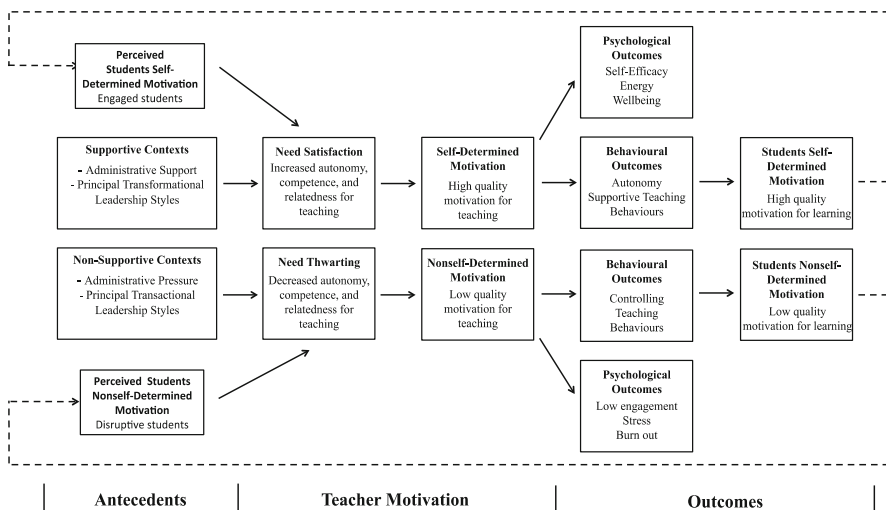 Perceived
Students Self-
Determined Motivation
Engaged students
Psychological
Outcomes
Self-Efficacy
Energy
Wellbeing
Supportive Contexts
- Administrative Support
- Principal Transformational
Leadership Styles
Need Satisfaction
Increased autonomy,
competence, and
relatedness for
teaching
Self-Determined
Motivation
High quality
motivation for
teaching
Behavioural
Outcomes
Autonomy
Supportive Teaching
Behaviours
Students Self-
Determined
Motivation
High quality
motivation for learning
Non-Supportive Contexts
- Administrative Pressure
- Principal Transactional
Leadership Styles
Need Thwarting
Decreased autonomy,
competence, and
relatedness for
teaching
Nonself-Determined
Motivation
Low quality
motivation for
teaching
Behavioural
Outcomes
Controlling
Teaching
Behaviours
Students Nonself-
Determined
Motivation
Low quality
motivation for learning
Perceived Students
Nonself-Determined
Motivation
Disruptive students
Psychological
Outcomes
Low engagement
Stress
Burn out
Antecedents
Teacher Motivation
Outcomes